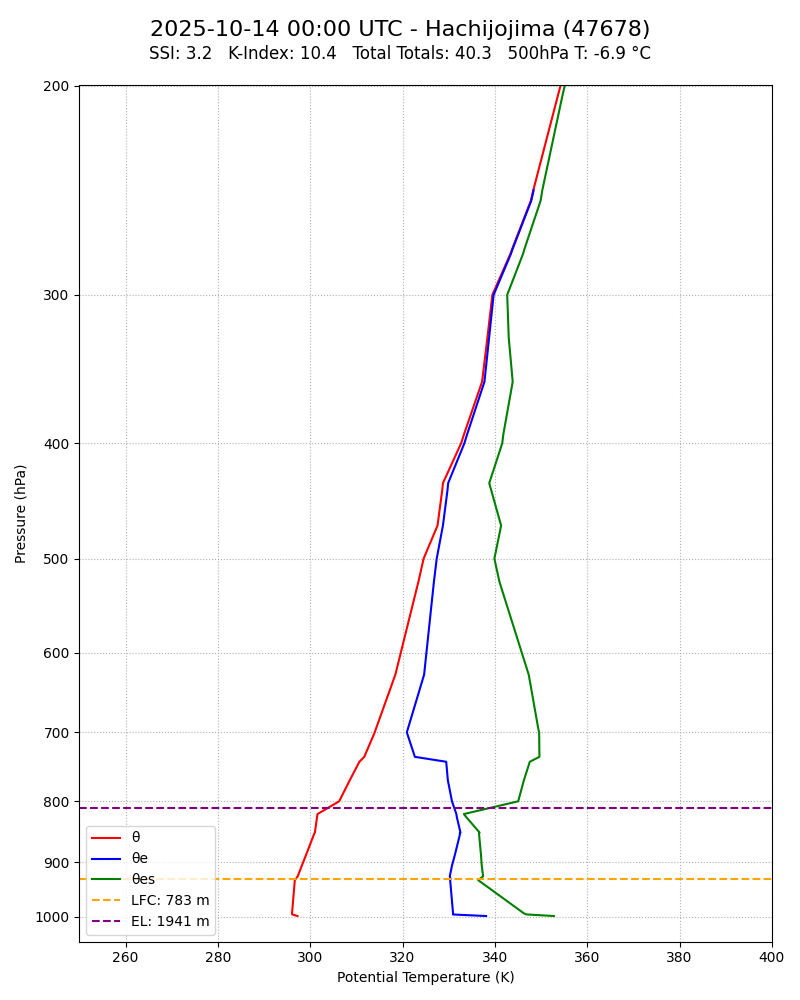 2025-10-14 00:00 UTC - Hachijojima (47678)
SSI: 3.2   K-Index: 10.4   Total Totals: 40.3   500hPa T: -6.9 °C
200
300
400
500
600
700
800
900
1000
Pressure (hPa)
θ
θe
θes
LFC: 783 m
EL: 1941 m
260 280 300 320 340 360 380 400
Potential Temperature (K)